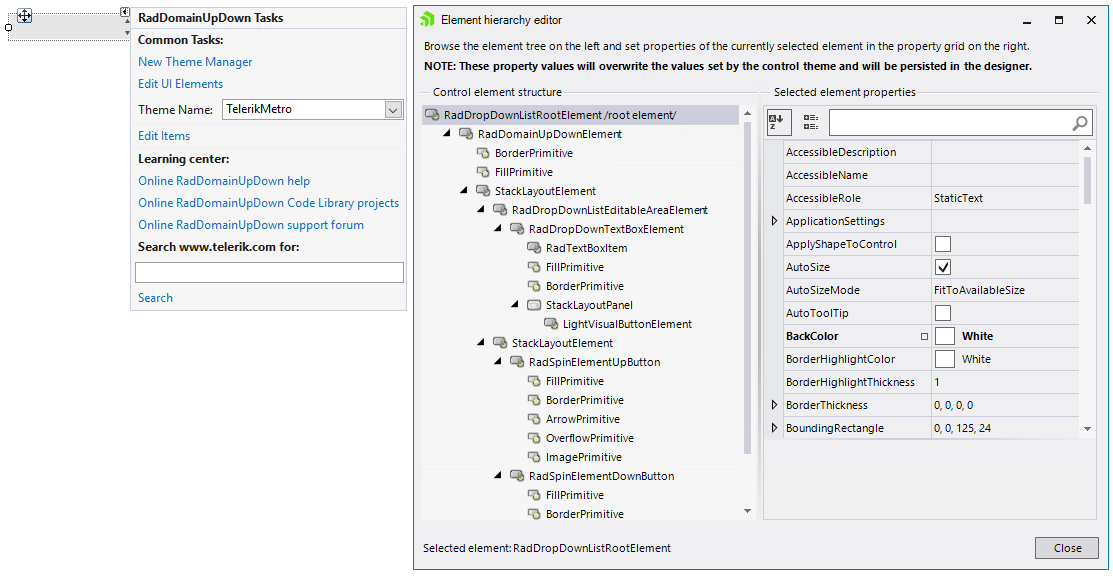 RadDomainUpDown Tasks
Common Tasks:
New Theme Manager
Edit UI Elements
Theme Name: TelerikMetro
Edit Items
Learning center:
Online RadDomainUpDown help
Online RadDomainUpDown Code Library projects
Online RadDomainUpDown support forum
Search www.telerik.com for:
Search
Element hierarchy editor
Browse the element tree on the left and set properties of the currently selected element in the property grid on the right.
NOTE: These property values will overwrite the values set by the control theme and will be persisted in the designer.
Control element structure
RadDropDownListRootElement /root element/
RadDomainUpDownElement
BorderPrimitive
FillPrimitive
StackLayoutElement
RadDropDownListEditableAreaElement
RadDropDownTextBoxElement
RadTextBoxItem
FillPrimitive
BorderPrimitive
StackLayoutPanel
LightVisualButtonElement
StackLayoutElement
RadSpinElementUpButton
FillPrimitive
BorderPrimitive
ArrowPrimitive
OverflowPrimitive
ImagePrimitive
RadSpinElementDownButton
FillPrimitive
BorderPrimitive
Selected element properties
AZ
AccessibleDescription
AccessibleName
AccessibleRole StaticText
ApplicationSettings
ApplyShapeToControl
AutoSize
AutoSizeMode FitToAvailableSize
AutoToolTip
BackColor White
BorderHighlightColor White
BorderHighlightThickness 1
BorderThickness 0, 0, 0, 0
BoundingRectangle 0, 0, 125, 24
Selected element: RadDropDownListRootElement
Close